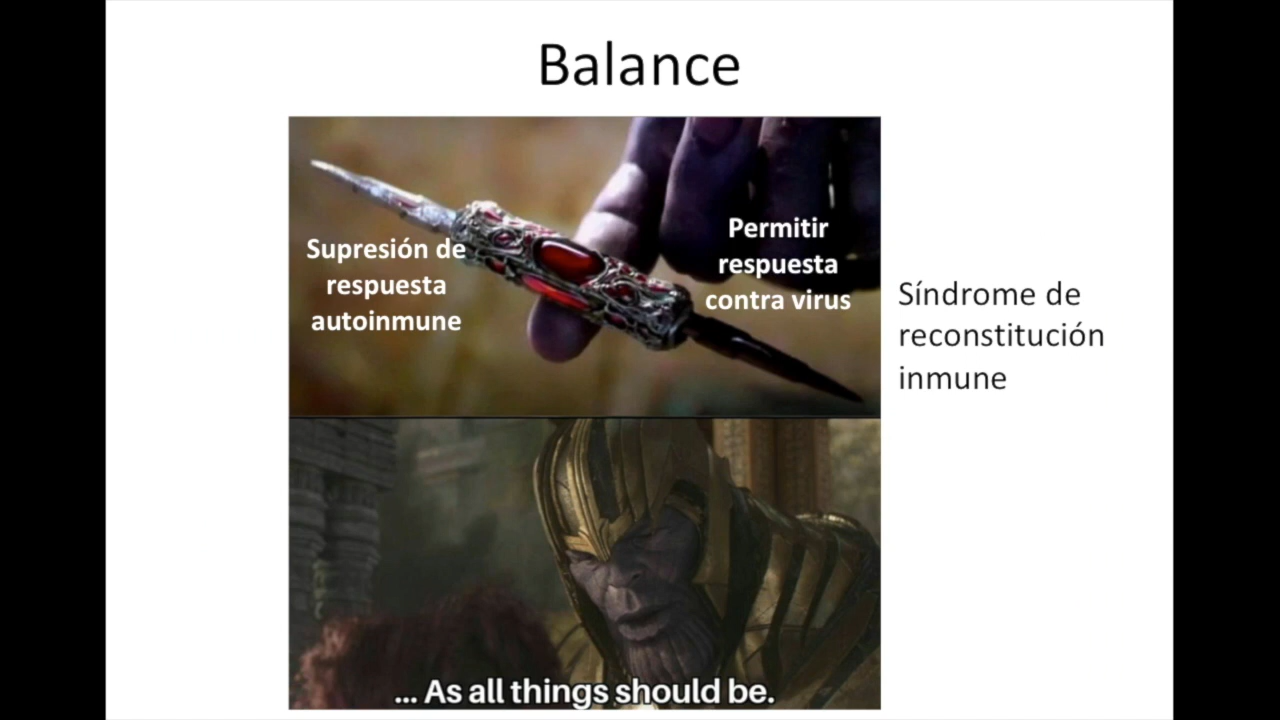 Balance
Supresión de
respuesta
autoinmune
Permitir
respuesta
contra virus
Síndrome de
reconstitución
inmune
... As all things should be.